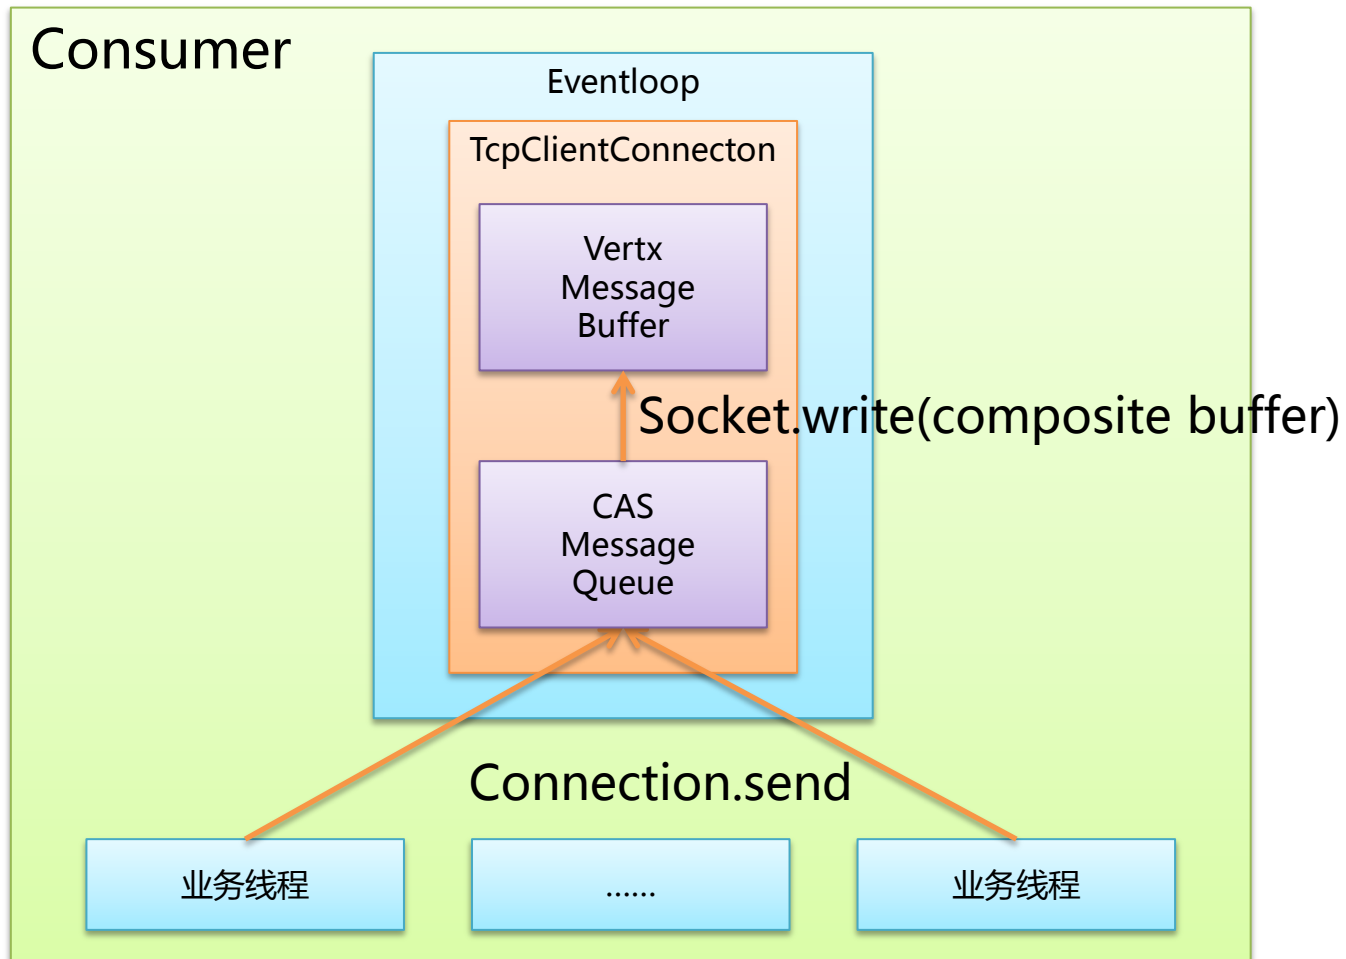 Consumer
Eventloop
TcpClientConnecton
Vertx
Message
Buffer
Socket.write(composite buffer)
CAS
Message
Queue
Connection.send
业务线程
......
业务线程